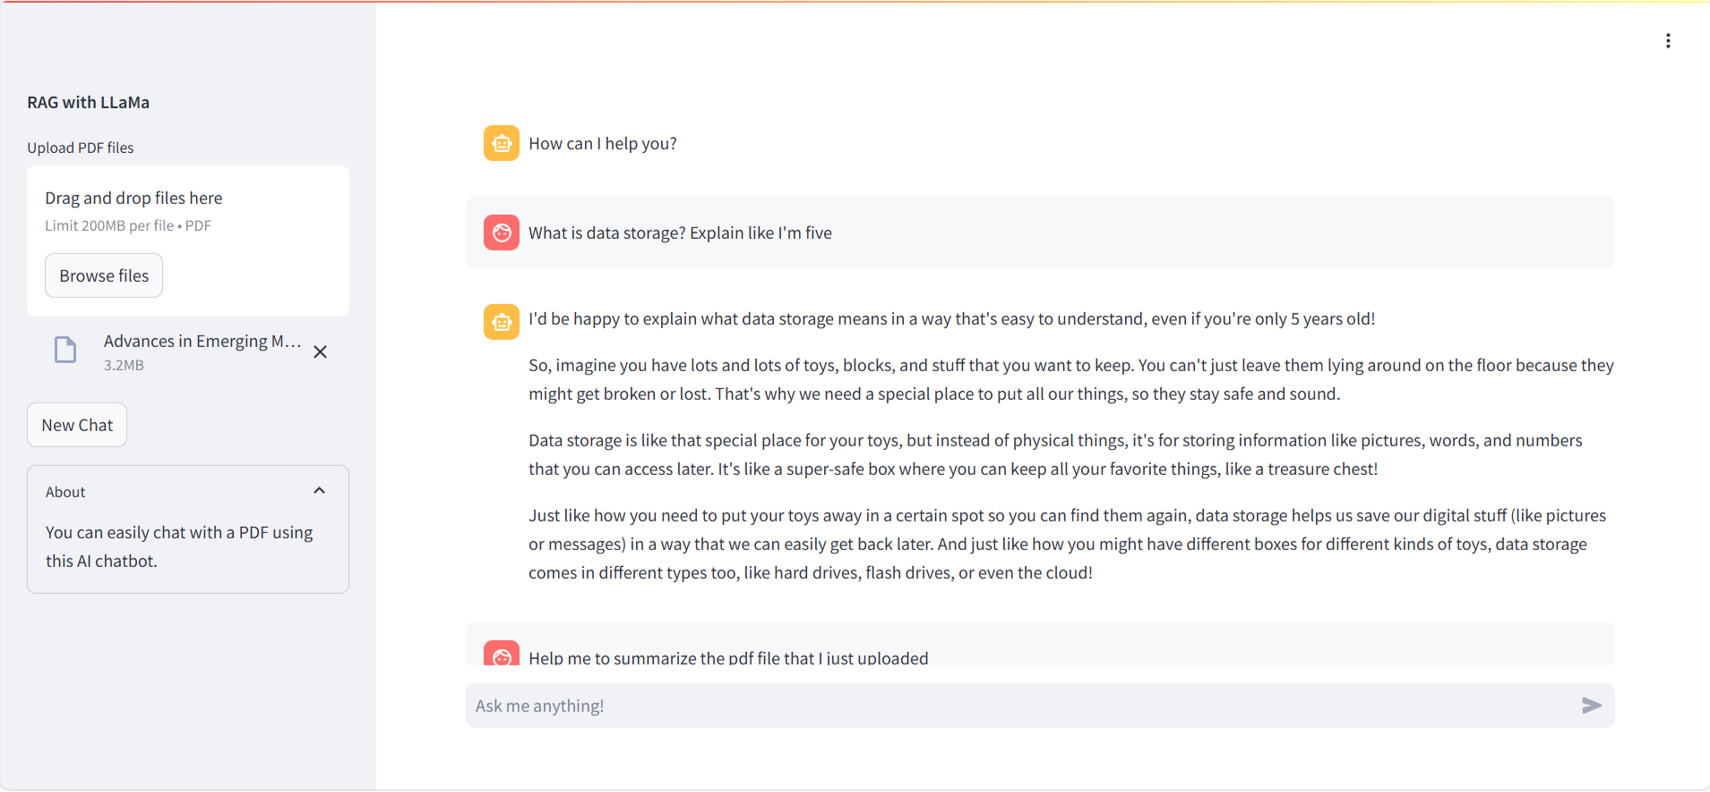 RAG with LLaMa
Upload PDF files
Drag and drop files here
Limit 200MB per file • PDF
Browse files
Advances in Emerging M...
3.2MB
New Chat
About
You can easily chat with a PDF using
this AI chatbot.
How can I help you?
What is data storage? Explain like I'm five
I'd be happy to explain what data storage means in a way that's easy to understand, even if you're only 5 years old!
So, imagine you have lots and lots of toys, blocks, and stuff that you want to keep. You can't just leave them lying around on the floor because they
might get broken or lost. That's why we need a special place to put all our things, so they stay safe and sound.
Data storage is like that special place for your toys, but instead of physical things, it's for storing information like pictures, words, and numbers
that you can access later. It's like a super-safe box where you can keep all your favorite things, like a treasure chest!
Just like how you need to put your toys away in a certain spot so you can find them again, data storage helps us save our digital stuff (like pictures
or messages) in a way that we can easily get back later. And just like how you might have different boxes for different kinds of toys, data storage
comes in different types too, like hard drives, flash drives, or even the cloud!
Help me to summarize the pdf file that I just uploaded
Ask me anything!